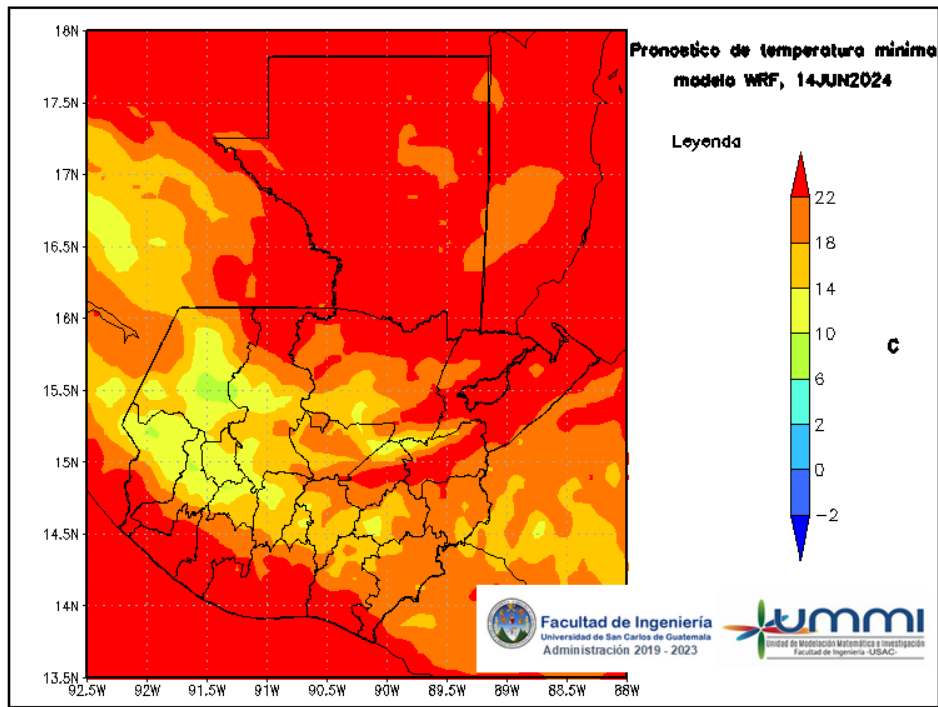 Pronostico de temperatura minima
modelo WRF, 14JUN2024
Leyenda
22
18
14
10
6
2
0
-2
C
18N
17.5N
17N
16.5N
16N
15.5N
15N
14.5N
14N
13.5N
92.5W
92W
91.5W
91W
90.5W
90W
89.5W
89W
88.5W
88W
Facultad de Ingeniería
Universidad de San Carlos de Guatemala
Administración 2019 - 2023
UMMI
Unidad de Modelación Matemática e Investigación
Facultad de Ingeniería -USAC-